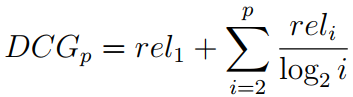 $DCG_p = rel_1 + \sum_{i=2}^{p} \frac{rel_i}{\log_2 i}$